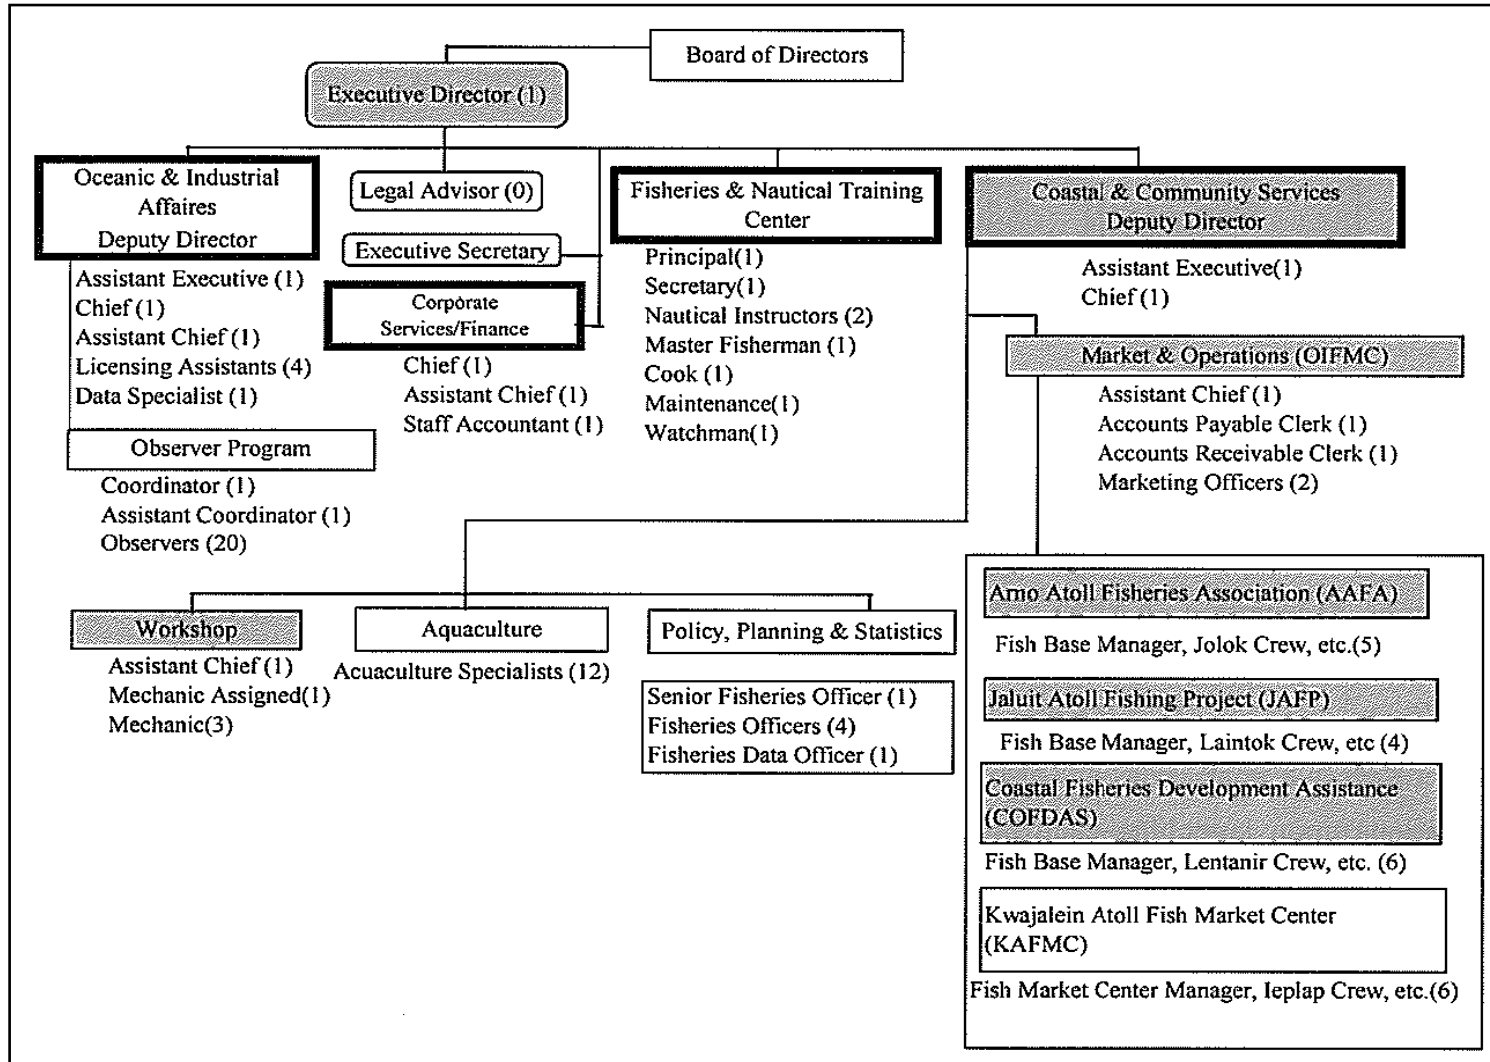 Board of Directors
Executive Director (1)
Oceanic & Industrial
Affaires
Deputy Director
Assistant Executive (1)
Chief (1)
Assistant Chief (1)
Licensing Assistants (4)
Data Specialist (1)
Observer Program
Coordinator (1)
Assistant Coordinator (1)
Observers (20)
Legal Advisor (0)
Executive Secretary
Corporate
Services/Finance
Chief (1)
Assistant Chief (1)
Staff Accountant (1)
Fisheries & Nautical Training
Center
Principal(1)
Secretary(1)
Nautical Instructors (2)
Master Fisherman (1)
Cook (1)
Maintenance(1)
Watchman(1)
Coastal & Community Services
Deputy Director
Assistant Executive(1)
Chief (1)
Market & Operations (OIFMC)
Assistant Chief (1)
Accounts Payable Clerk (1)
Accounts Receivable Clerk (1)
Marketing Officers (2)
Workshop
Assistant Chief (1)
Mechanic Assigned(1)
Mechanic(3)
Aquaculture
Acuaculture Specialists (12)
Policy, Planning & Statistics
Senior Fisheries Officer (1)
Fisheries Officers (4)
Fisheries Data Officer (1)
Arno Atoll Fisheries Association (AAFA)
Fish Base Manager, Jolok Crew, etc.(5)
Jaluit Atoll Fishing Project (JAFP)
Fish Base Manager, Laintok Crew, etc (4)
Coastal Fisheries Development Assistance
(COFDAS)
Fish Base Manager, Lentanir Crew, etc. (6)
Kwajalein Atoll Fish Market Center
(KAFMC)
Fish Market Center Manager, Ieplap Crew, etc.(6)